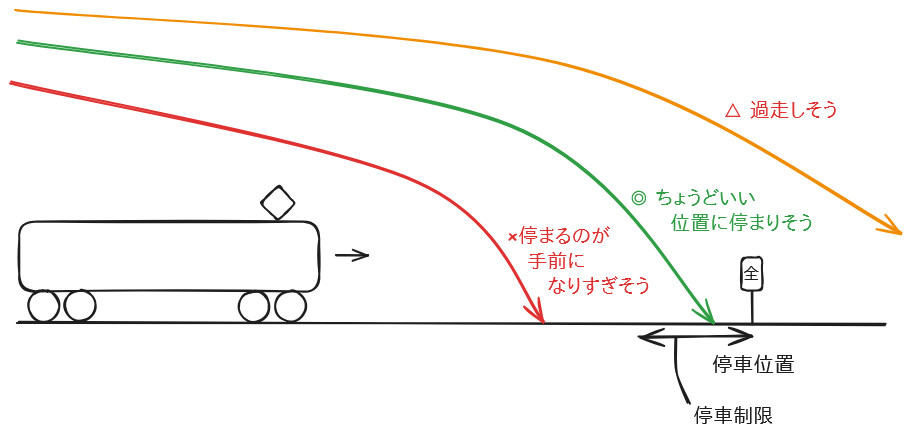 △ 過走しそう
◎ ちょうどいい
位置に停まりそう
×停まるのが
手前に
なりすぎそう
全
停車位置
停車制限